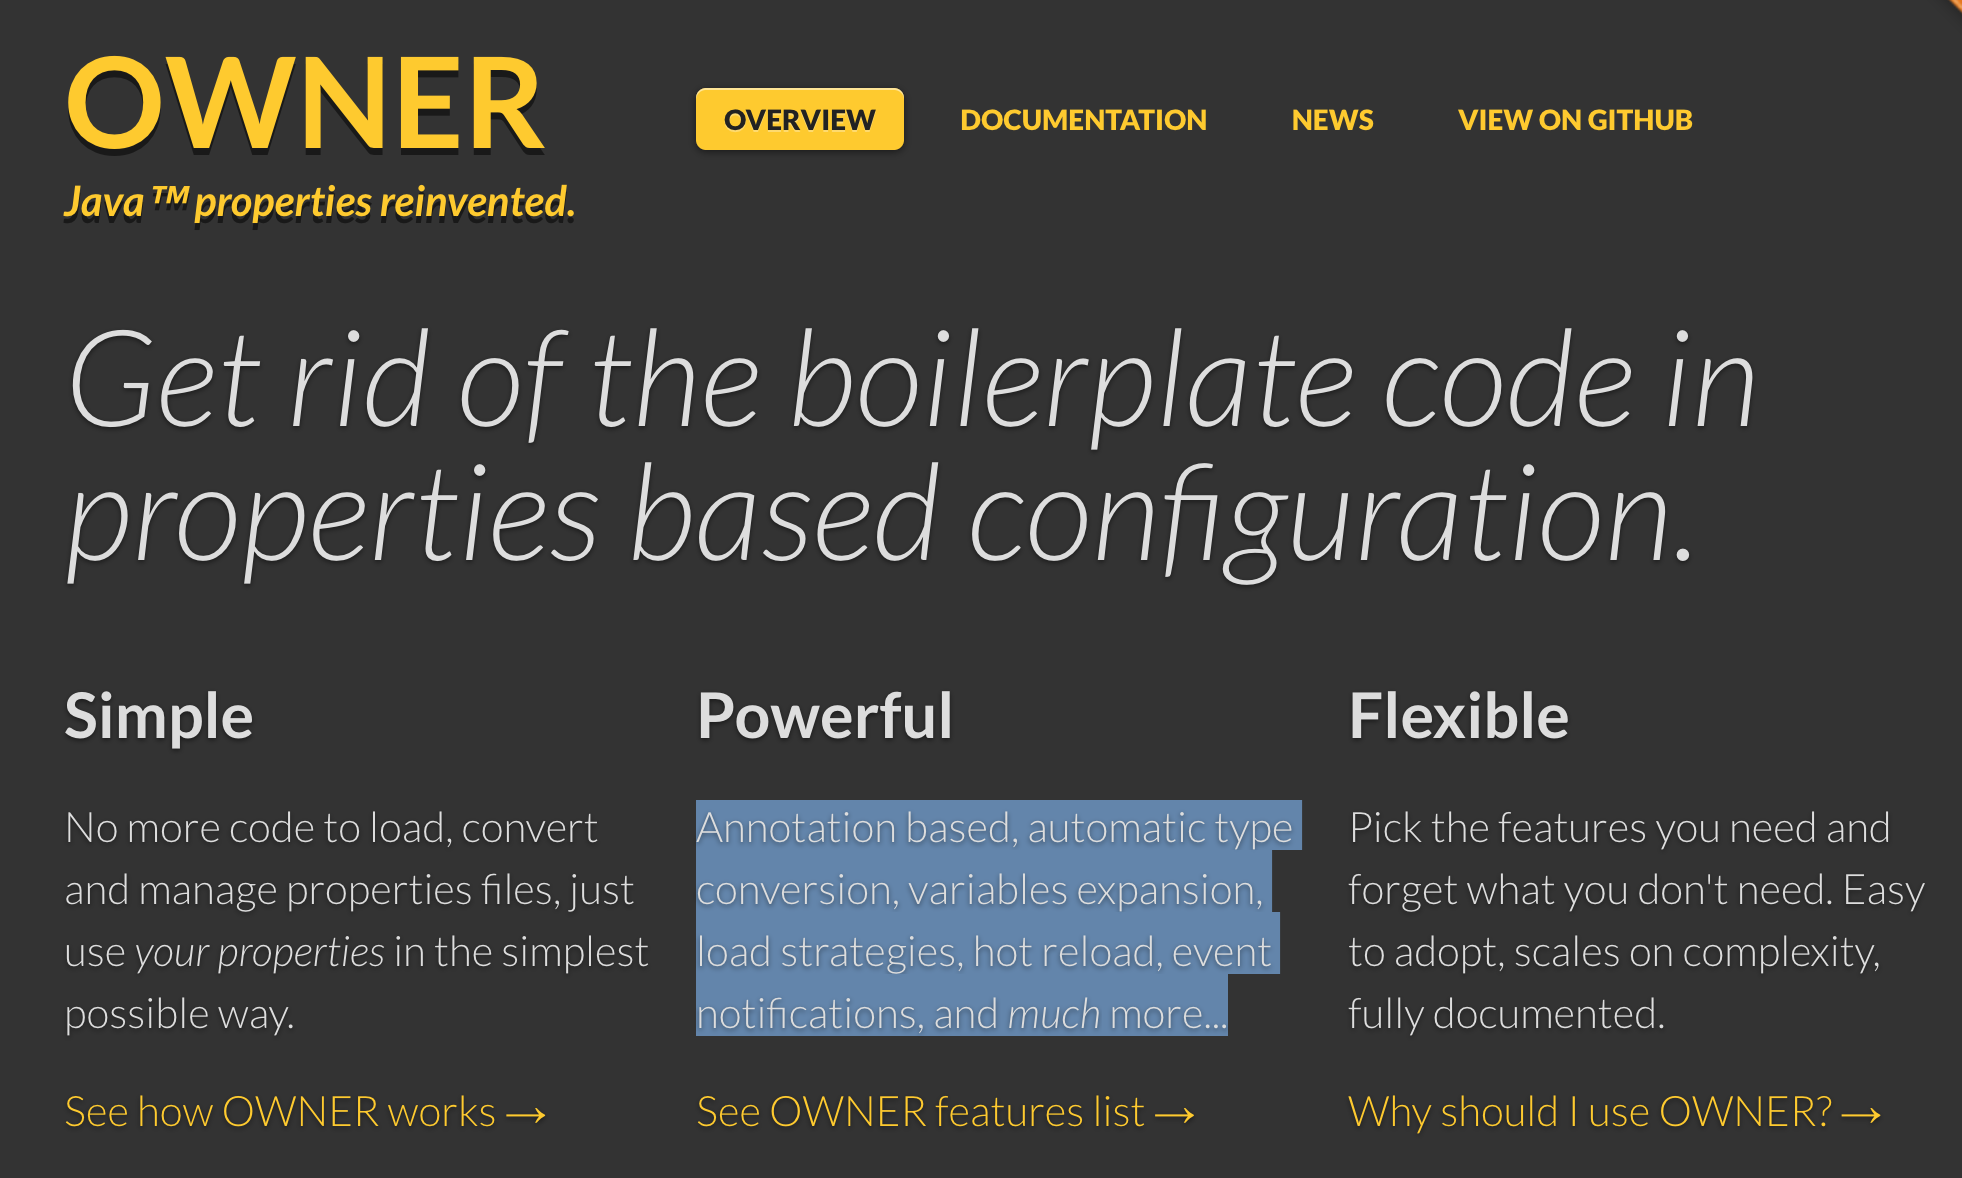 OWNER
Java™ properties reinvented.
OVERVIEW DOCUMENTATION NEWS VIEW ON GITHUB
Get rid of the boilerplate code in
properties based configuration.
Simple
No more code to load, convert
and manage properties files, just
use your properties in the simplest
possible way.
See how OWNER works →
Powerful
Annotation based, automatic type
conversion, variables expansion,
load strategies, hot reload, event
notifications, and much more...
See OWNER features list →
Flexible
Pick the features you need and
forget what you don't need. Easy
to adopt, scales on complexity,
fully documented.
Why should I use OWNER? →